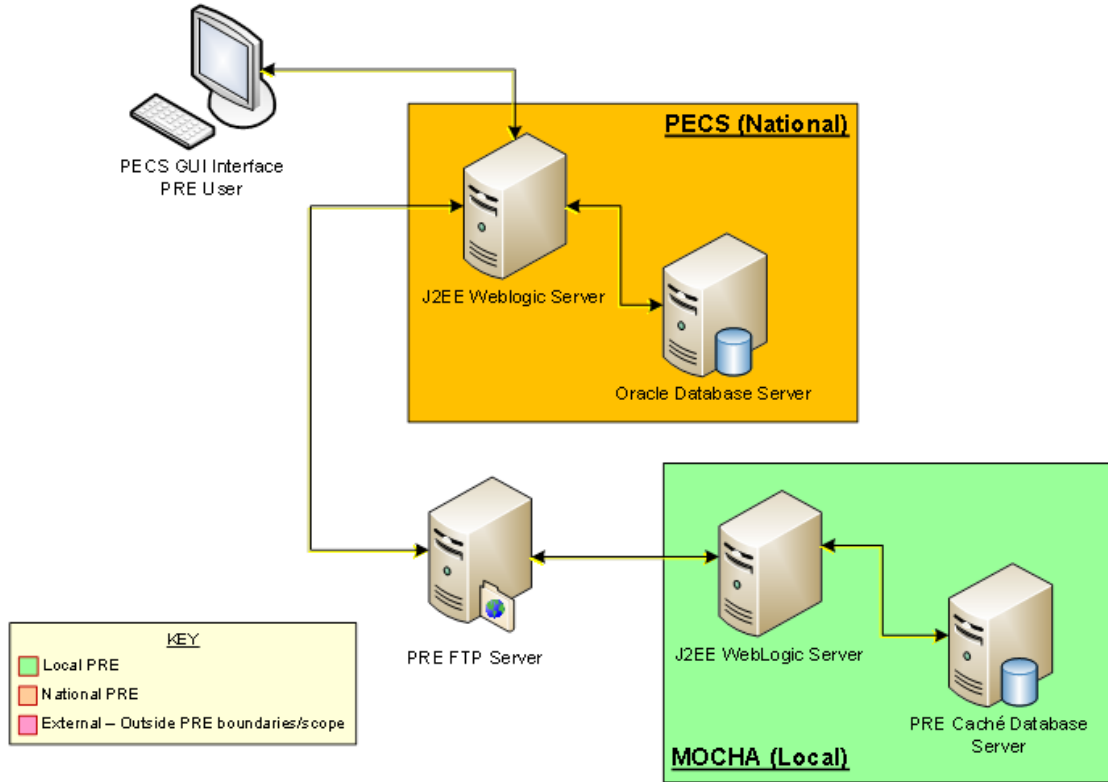 PECS (National)
PECS GUI Interface
PRE User
J2EE Weblogic Server
Oracle Database Server
PRE FTP Server
J2EE WebLogic Server
PRE Caché Database
Server
MOCHA (Local)
KEY
Local PRE
National PRE
External – Outside PRE boundaries/scope